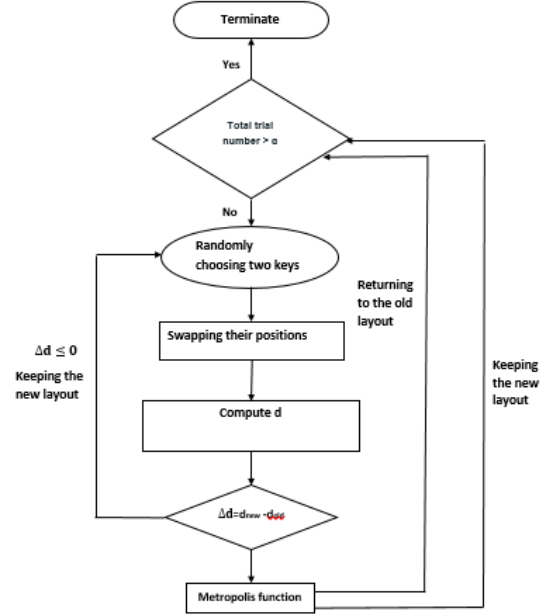 Terminate
Yes
Total trial
number > α
No
Randomly
choosing two keys
Returning
to the old
layout
Swapping their positions
Δd ≤ 0
Keeping the
new layout
Keeping
the new
layout
Compute d
Δd=dnew -dold
Metropolis function